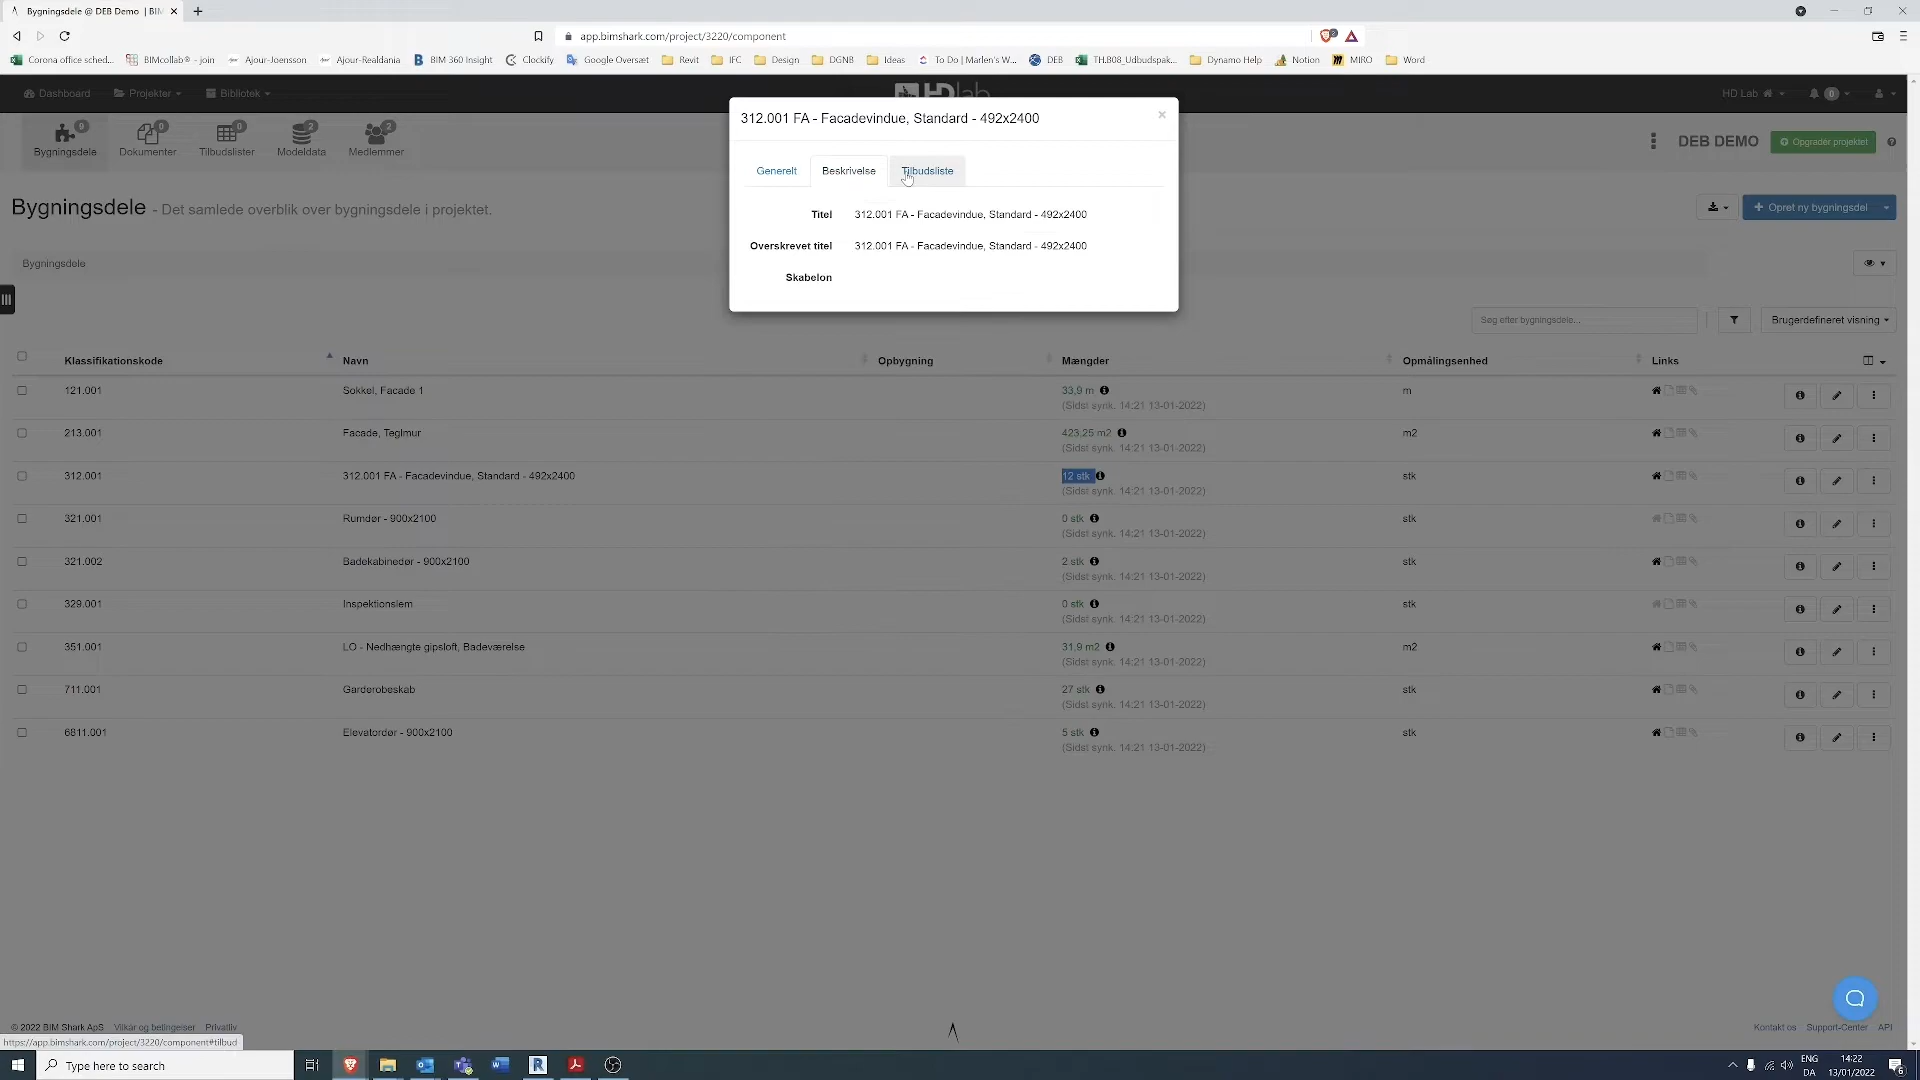 Bygningsdele @ DEB Demo | BIM
app.bimshark.com/project/3220/component
Corona office sched... BIMcollab® - join Ajour-Joensson Ajour-Realdania BIM 360 Insight Clockify Google Oversæt Revit IFC Design DGNB Ideas To Do | Marlen's W... DEB TH.B08_Udbudspak... Dynamo Help Notion MIRO Word
Dashboard Projekter Bibliotek HD Lab 0
9 0 0 2 2
Bygningsdele Dokumenter Tilbudslister Modeldata Medlemmer
DEB DEMO Opgradér projektet
312.001 FA - Facadevindue, Standard - 492x2400
Generelt Beskrivelse Tilbudsliste
Titel 312.001 FA - Facadevindue, Standard - 492x2400
Overskrevet titel 312.001 FA - Facadevindue, Standard - 492x2400
Skabelon
Bygningsdele - Det samlede overblik over bygningsdele i projektet.
Opret ny bygningsdel
Bygningsdele
Søg efter bygningsdele... Brugerdefineret visning
Klassifikationskode Navn Opbygning Mængder Opmålingsenhed Links
121.001 Sokkel, Facade 1 33,9 m m
(Sidst synk. 14:21 13-01-2022)
213.001 Facade, Teglmur 423,25 m2 m2
(Sidst synk. 14:21 13-01-2022)
312.001 312.001 FA - Facadevindue, Standard - 492x2400 12 stk stk
(Sidst synk. 14:21 13-01-2022)
321.001 Rumdør - 900x2100 0 stk stk
(Sidst synk. 14:21 13-01-2022)
321.002 Badekabinedør - 900x2100 2 stk stk
(Sidst synk. 14:21 13-01-2022)
329.001 Inspektionslem 0 stk stk
(Sidst synk. 14:21 13-01-2022)
351.001 LO - Nedhængte gipsloft, Badeværelse 31,9 m2 m2
(Sidst synk. 14:21 13-01-2022)
711.001 Garderobeskab 27 stk stk
(Sidst synk. 14:21 13-01-2022)
6811.001 Elevatordør - 900x2100 5 stk stk
(Sidst synk. 14:21 13-01-2022)
© 2022 BIM Shark ApS Vilkår og betingelser Privatliv Kontakt os Support-Center API
https://app.bimshark.com/project/3220/component#tilbud
Type here to search
ENG 14:22
DA 13/01/2022